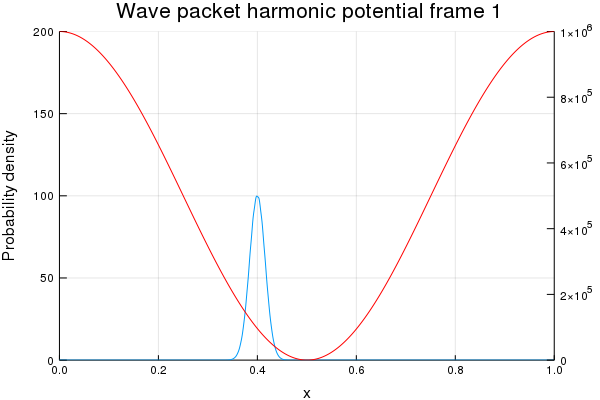 Wave packet harmonic potential frame 1
Probability density
200
150
100
50
0
1×10⁶
8×10⁵
6×10⁵
4×10⁵
2×10⁵
0
0.0 0.2 0.4 0.6 0.8 1.0
x